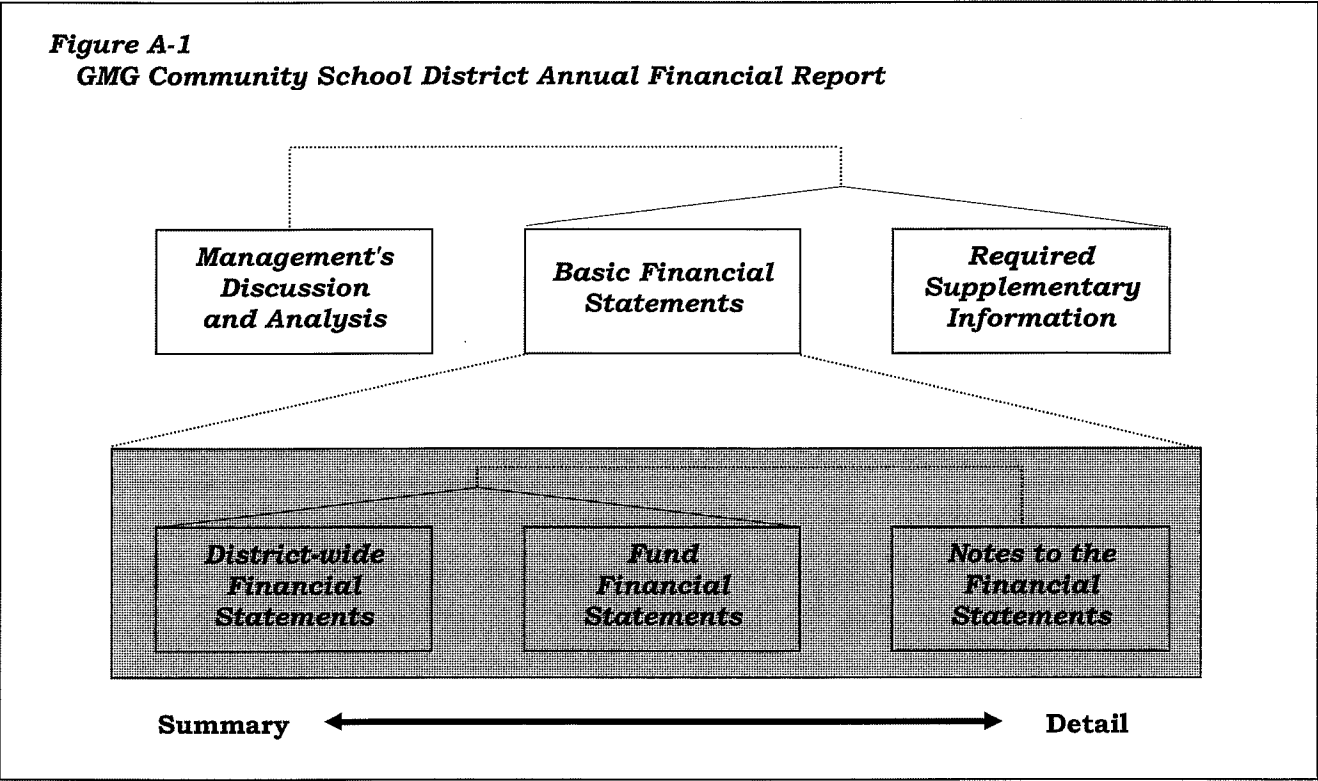 Figure A-1
GMG Community School District Annual Financial Report
Management's
Discussion
and Analysis
Basic Financial
Statements
Required
Supplementary
Information
District-wide
Financial
Statements
Fund
Financial
Statements
Notes to the
Financial
Statements
Summary
Detail